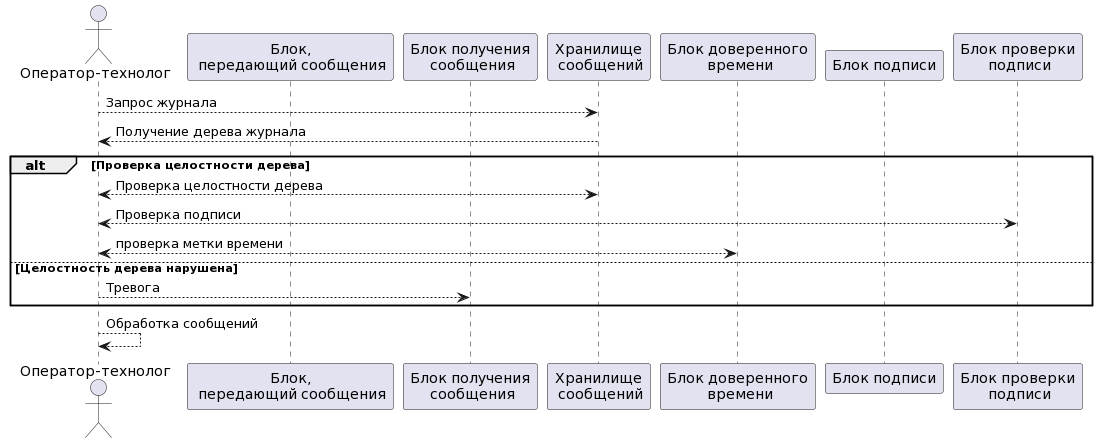 Оператор-технолог
Блок,
передающий сообщения
Блок получения
сообщения
Хранилище
сообщений
Блок доверенного
времени
Блок подписи
Блок проверки
подписи
Запрос журнала
Получение дерева журнала
alt
[Проверка целостности дерева]
Проверка целостности дерева
Проверка подписи
проверка метки времени
[Целостность дерева нарушена]
Тревога
Обработка сообщений
Оператор-технолог
Блок,
передающий сообщения
Блок получения
сообщения
Хранилище
сообщений
Блок доверенного
времени
Блок подписи
Блок проверки
подписи